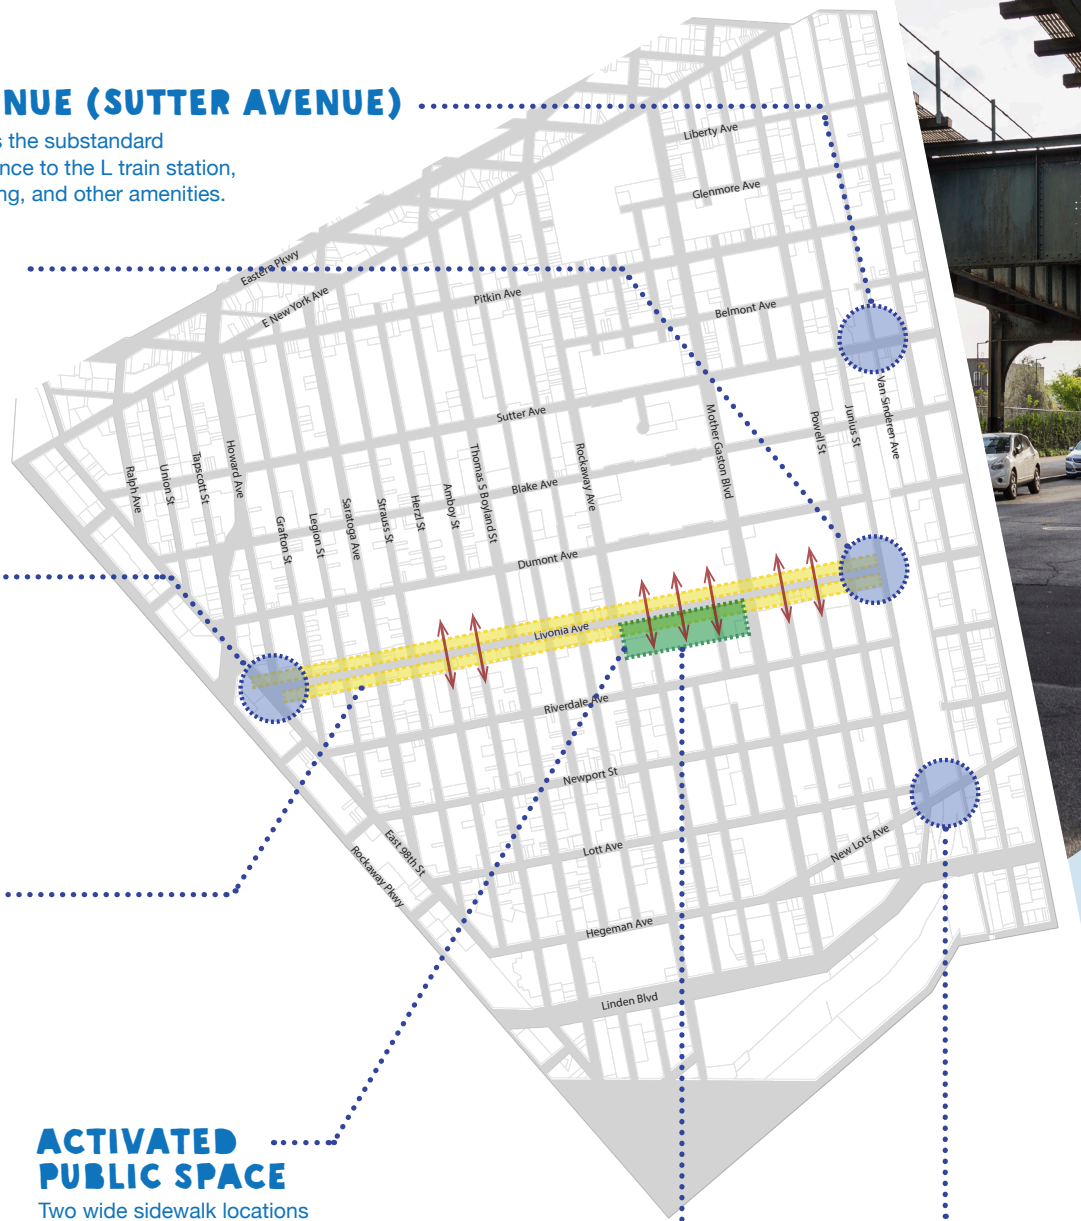 NUE (SUTTER AVENUE)
s the substandard
nce to the L train station,
ng, and other amenities.
Liberty Ave
Glenmore Ave
Eastern Pkwy
E New York Ave
Pitkin Ave
Belmont Ave
Sutter Ave
Van Sinderen Ave
Junius St
Powell St
Mother Gaston Blvd
Rockaway Ave
Thomas S Boyland St
Amboy St
Herzl St
Strauss St
Saratoga Ave
Legion St
Grafton St
Howard Ave
Tapscott St
Union St
Ralph Ave
Blake Ave
Dumont Ave
Livonia Ave
Riverdale Ave
Newport St
Lott Ave
New Lots Ave
East 98th St
Rockaway Pkwy
Hegeman Ave
Linden Blvd
ACTIVATED
PUBLIC SPACE
Two wide sidewalk locations